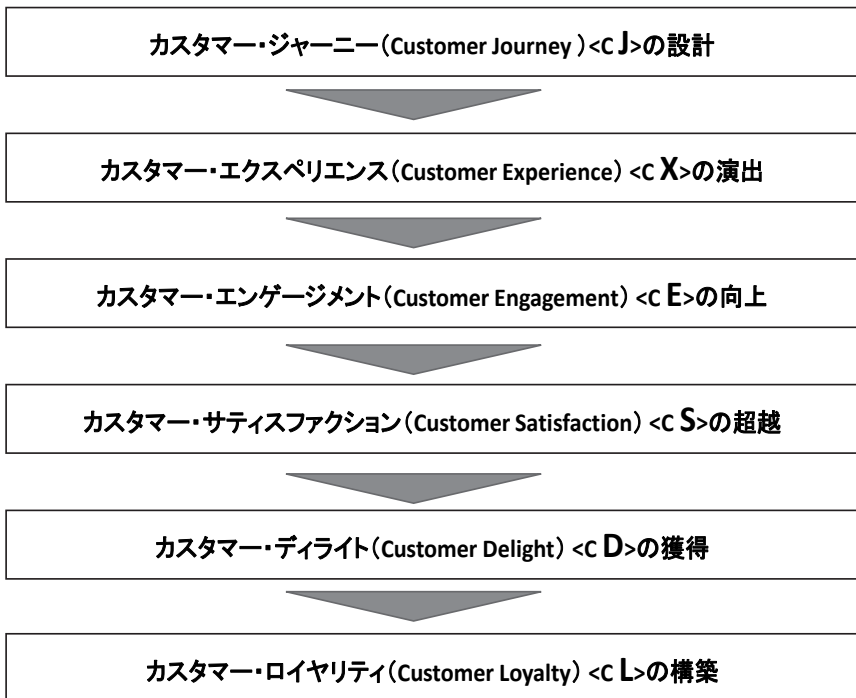 カスタマー・ジャーニー(Customer Journey )<C J>の設計
カスタマー・エクスペリエンス(Customer Experience) <C X>の演出
カスタマー・エンゲージメント(Customer Engagement) <C E>の向上
カスタマー・サティスファクション(Customer Satisfaction) <C S>の超越
カスタマー・ディライト(Customer Delight) <C D>の獲得
カスタマー・ロイヤリティ(Customer Loyalty) <C L>の構築